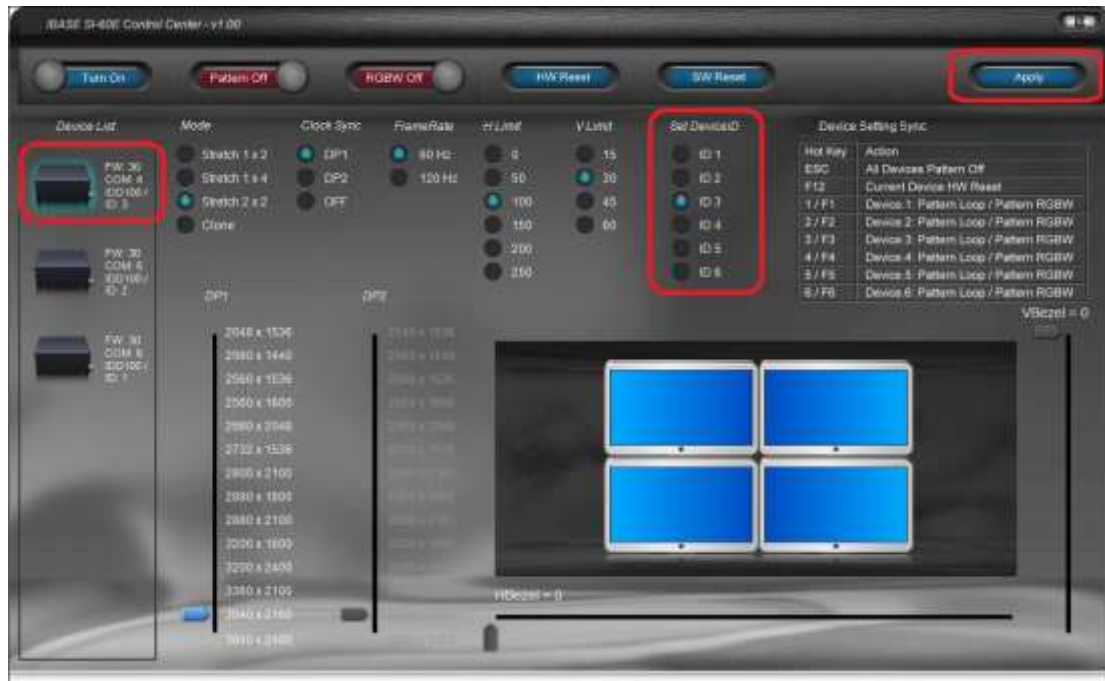 IBASE SI-60E Control Center - v1.00
Turn On
Pattern Off
RGBW Off
HW Reset
SW Reset
Apply
Device List
FW: 30
COM: 4
IDD100 /
ID: 3
FW: 30
COM: 6
IDD100 /
ID: 2
FW: 30
IDD100 /
ID: 1
Mode
Stretch 1 x 2
Stretch 1 x 4
Stretch 2 x 2
Clone
Clock Sync
DP1
DP2
OFF
FrameRate
60 Hz
120 Hz
H Limit
0
50
100
150
200
250
V Limit
15
30
45
60
Set DeviceID
ID 1
ID 2
ID 3
ID 4
ID 5
ID 6
Device Setting Sync
Hot Key Action
ESC All Devices Pattern Off
F12 Current Device HW Reset
1 / F1 Device 1: Pattern Loop / Pattern RGBW
2 / F2 Device 2: Pattern Loop / Pattern RGBW
3 / F3 Device 3: Pattern Loop / Pattern RGBW
4 / F4 Device 4: Pattern Loop / Pattern RGBW
5 / F5 Device 5: Pattern Loop / Pattern RGBW
6 / F6 Device 6: Pattern Loop / Pattern RGBW
DP1
2048 x 1536
2560 x 1440
2560 x 1536
2560 x 1600
2560 x 2048
2732 x 1536
2800 x 2100
2880 x 1800
2880 x 2100
3200 x 1800
3200 x 2400
3360 x 2100
3840 x 2160
DP2
VBezel = 0
HBezel = 0